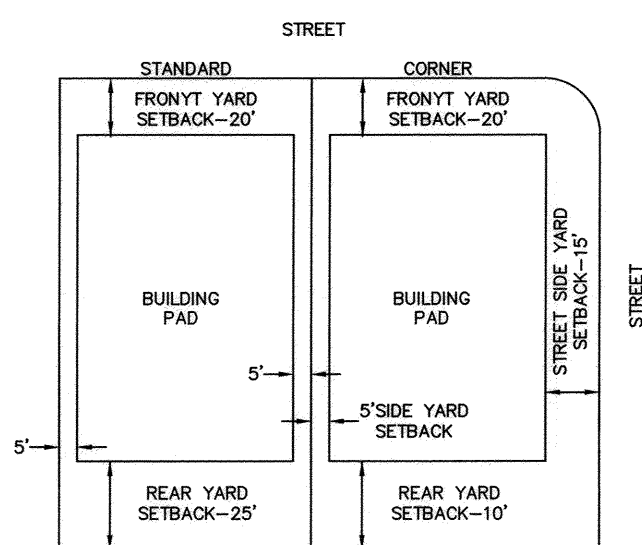 STREET
STANDARD
CORNER
FRONYT YARD
SETBACK-20'
FRONYT YARD
SETBACK-20'
BUILDING
PAD
BUILDING
PAD
STREET SIDE YARD
SETBACK-15'
STREET
5'
5'SIDE YARD
SETBACK
5'
REAR YARD
SETBACK-25'
REAR YARD
SETBACK-10'